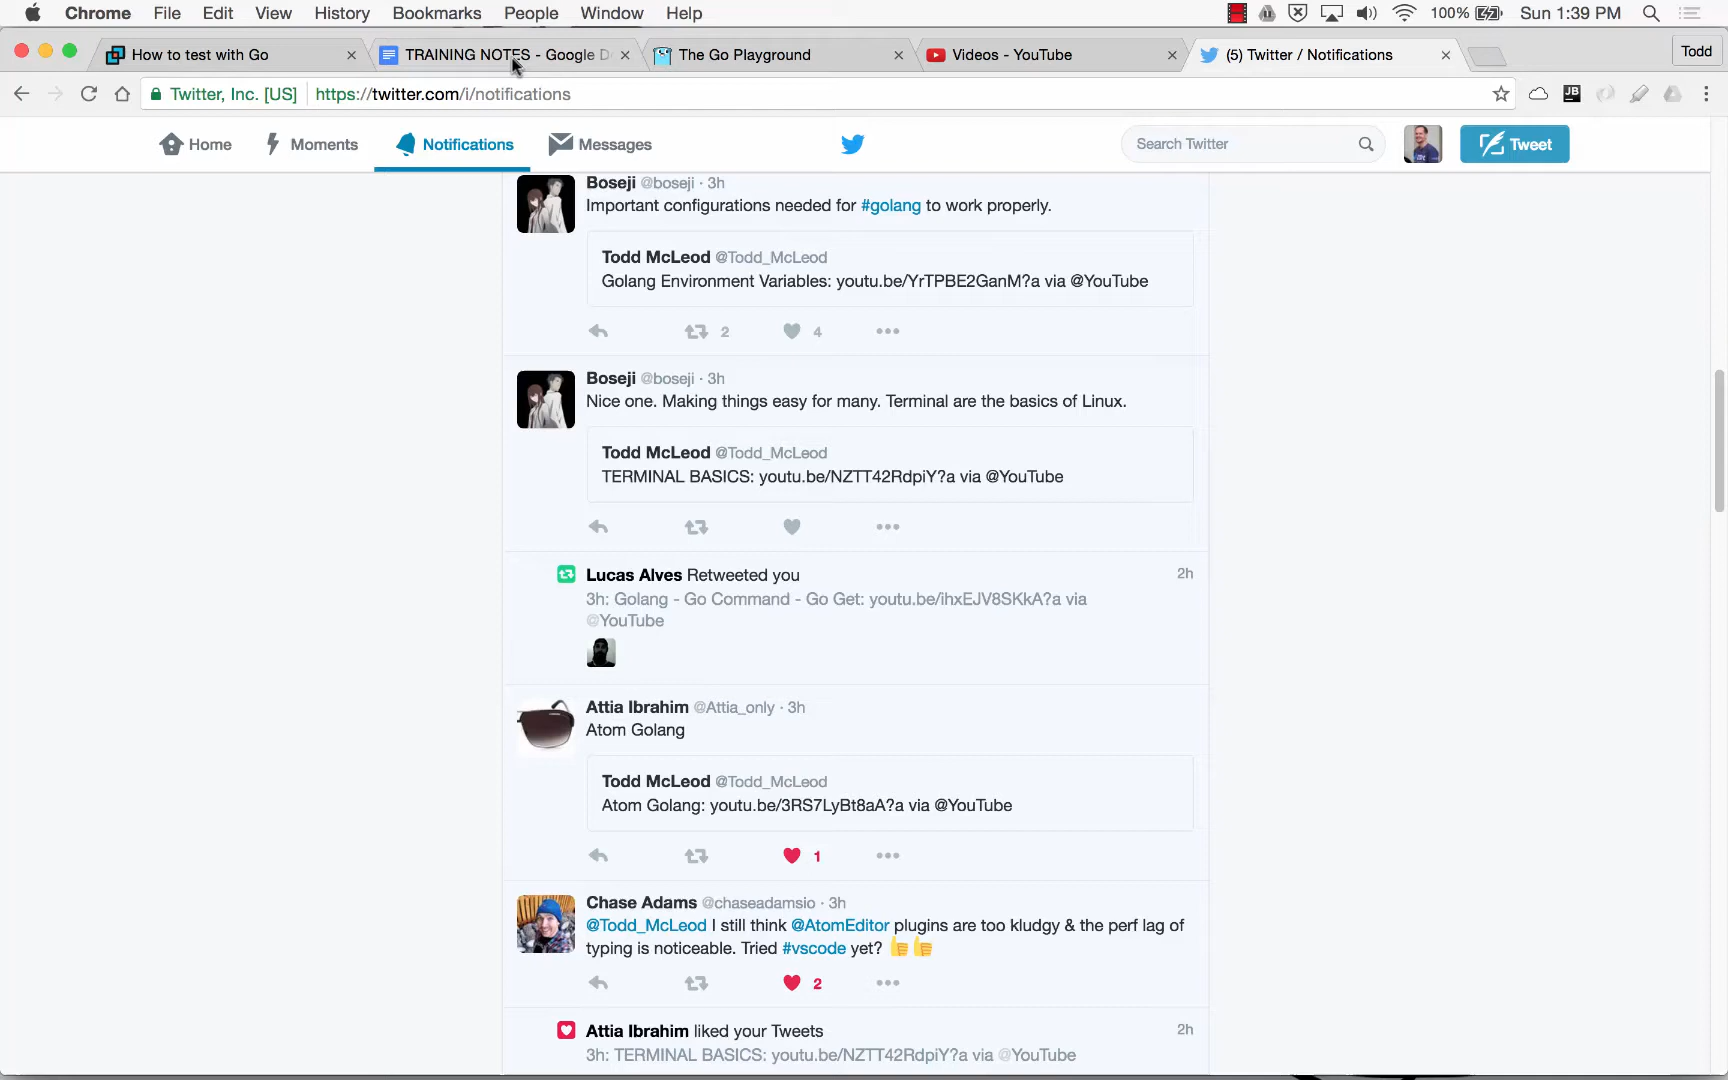 Chrome File Edit View History Bookmarks People Window Help 100% Sun 1:39 PM
How to test with Go TRAINING NOTES - Google D The Go Playground Videos - YouTube (5) Twitter / Notifications Todd
Twitter, Inc. [US] https://twitter.com/i/notifications JB
Home Moments Notifications Messages Search Twitter Tweet
Boseji @boseji · 3h
Important configurations needed for #golang to work properly.
Todd McLeod @Todd_McLeod
Golang Environment Variables: youtu.be/YrTPBE2GanM?a via @YouTube
2 4
Boseji @boseji · 3h
Nice one. Making things easy for many. Terminal are the basics of Linux.
Todd McLeod @Todd_McLeod
TERMINAL BASICS: youtu.be/NZTT42RdpiY?a via @YouTube
Lucas Alves Retweeted you 2h
3h: Golang - Go Command - Go Get: youtu.be/ihxEJV8SKkA?a via
@YouTube
Attia Ibrahim @Attia_only · 3h
Atom Golang
Todd McLeod @Todd_McLeod
Atom Golang: youtu.be/3RS7LyBt8aA?a via @YouTube
1
Chase Adams @chaseadamsio · 3h
@Todd_McLeod I still think @AtomEditor plugins are too kludgy & the perf lag of
typing is noticeable. Tried #vscode yet? 👍👍
2
Attia Ibrahim liked your Tweets 2h
3h: TERMINAL BASICS: youtu.be/NZTT42RdpiY?a via @YouTube